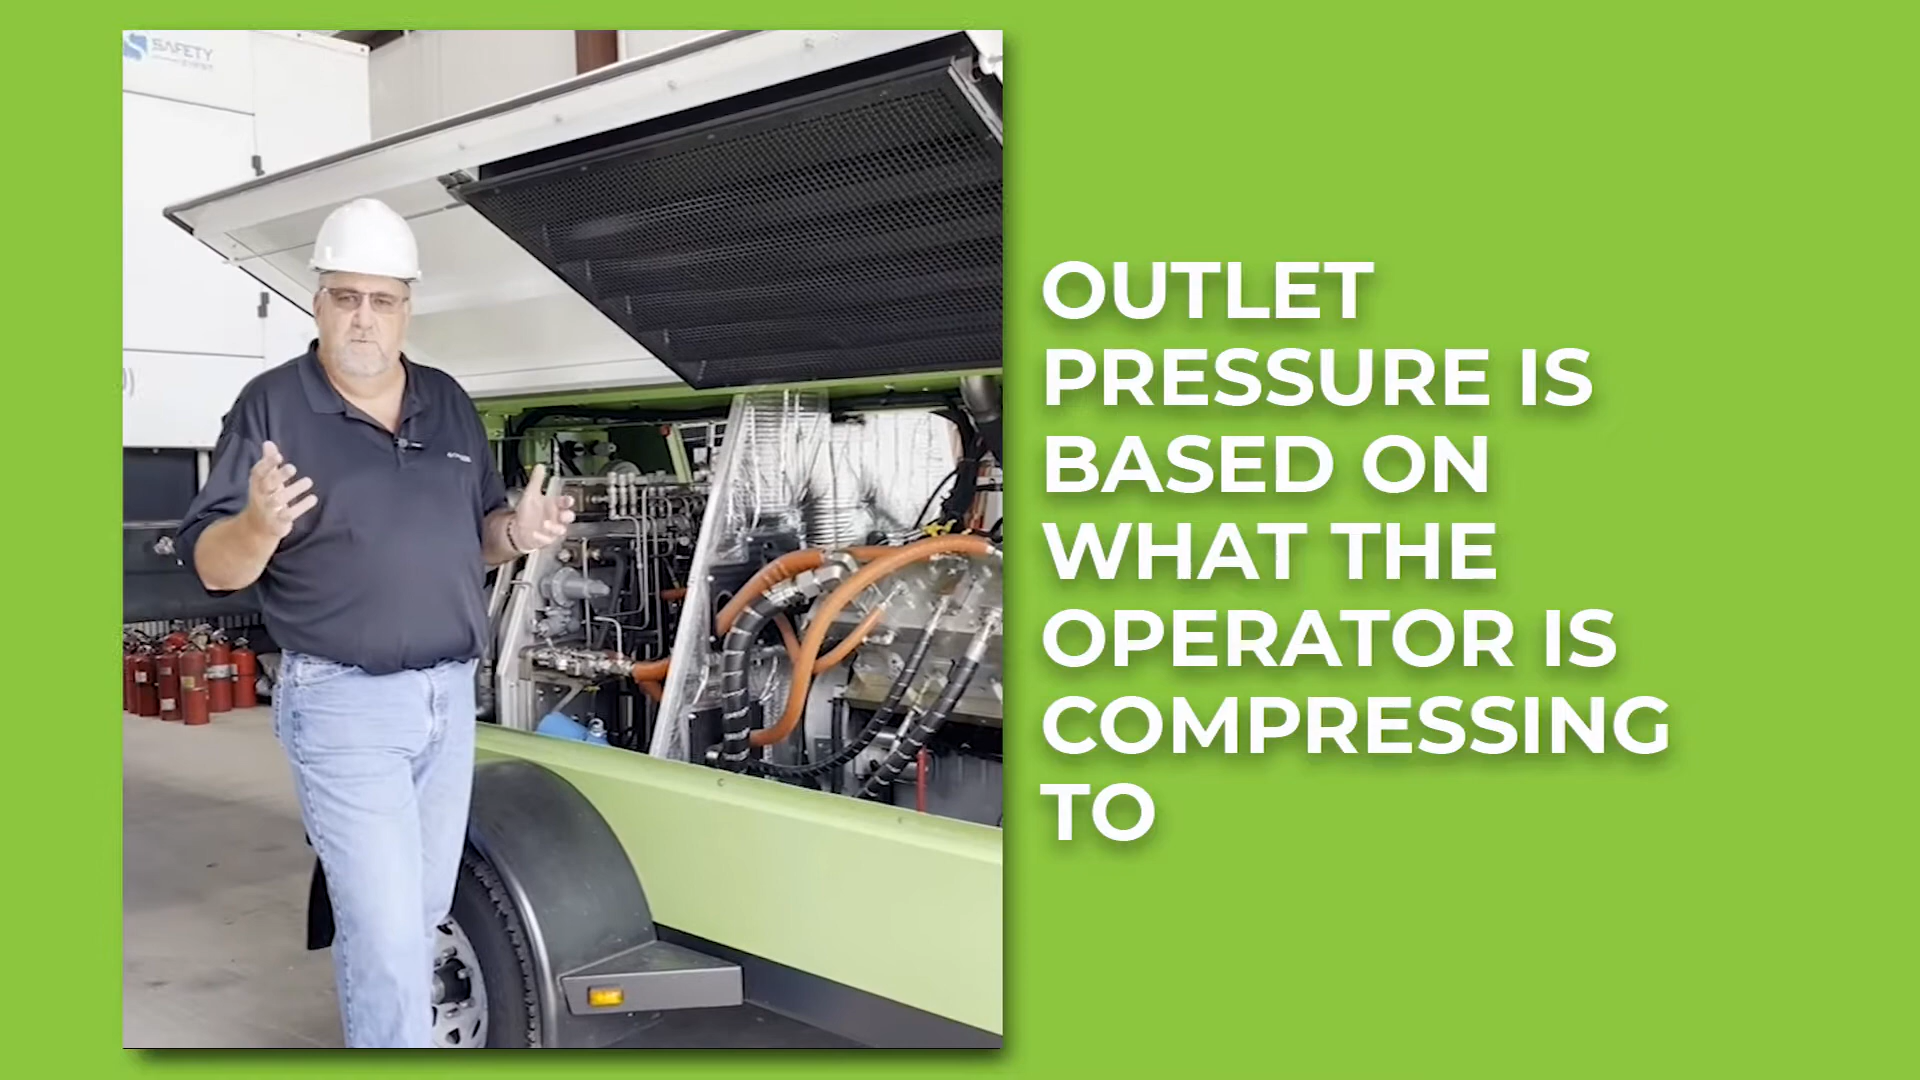 SAFETY
OUTLET
PRESSURE IS
BASED ON
WHAT THE
OPERATOR IS
COMPRESSING
TO